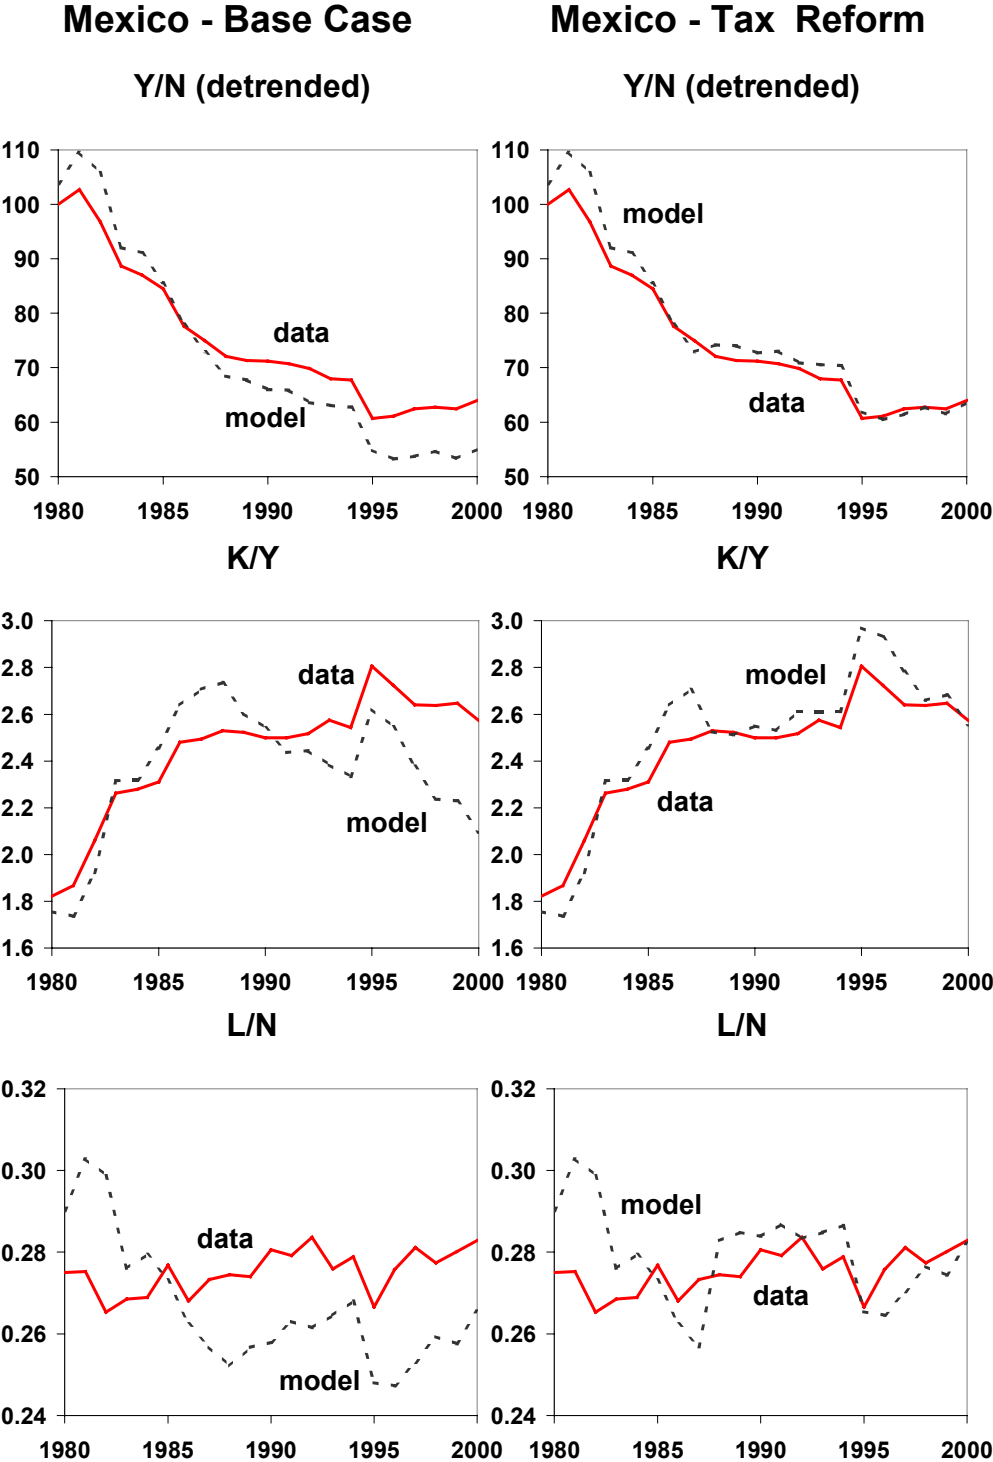 Mexico - Base Case
Mexico - Tax Reform
Y/N (detrended)
Y/N (detrended)
110
100
90
80
70
60
50
data
model
1980 1985 1990 1995 2000
110
100
90
80
70
60
50
model
data
1980 1985 1990 1995 2000
K/Y
K/Y
3.0
2.8
2.6
2.4
2.2
2.0
1.8
1.6
data
model
1980 1985 1990 1995 2000
3.0
2.8
2.6
2.4
2.2
2.0
1.8
1.6
model
data
1980 1985 1990 1995 2000
L/N
L/N
0.32
0.30
0.28
0.26
0.24
data
model
1980 1985 1990 1995 2000
0.32
0.30
0.28
0.26
0.24
model
data
1980 1985 1990 1995 2000